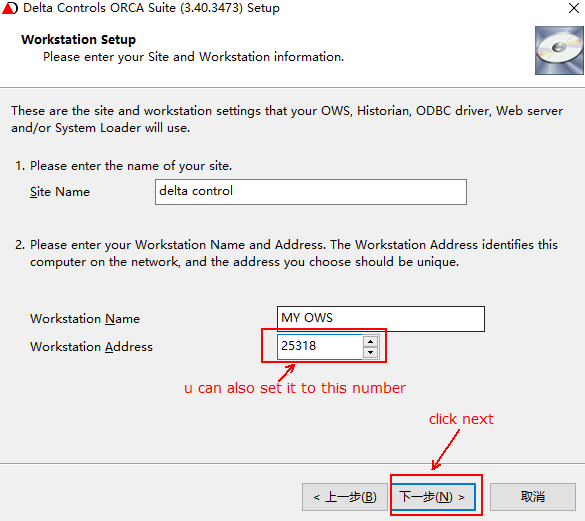 Delta Controls ORCA Suite (3.40.3473) Setup
Workstation Setup
Please enter your Site and Workstation information.
These are the site and workstation settings that your OWS, Historian, ODBC driver, Web server
and/or System Loader will use.
1. Please enter the name of your site.
Site Name delta control
2. Please enter your Workstation Name and Address. The Workstation Address identifies this
computer on the network, and the address you choose should be unique.
Workstation Name MY OWS
Workstation Address 25318
u can also set it to this number
click next
< 上一步(B) 下一步(N) > 取消